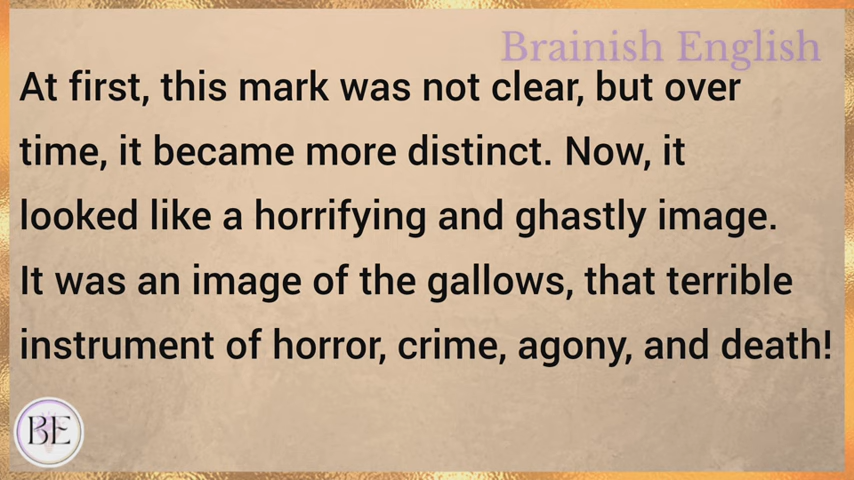 Brainish English
At first, this mark was not clear, but over
time, it became more distinct. Now, it
looked like a horrifying and ghastly image.
It was an image of the gallows, that terrible
instrument of horror, crime, agony, and death!
BE